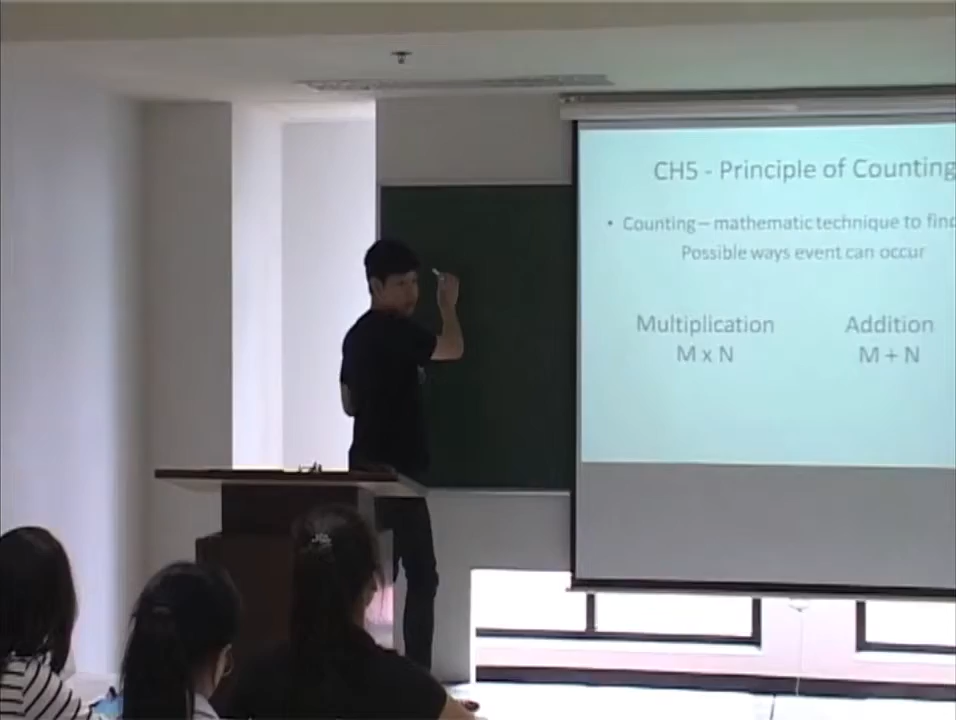 CH5 - Principle of Counting
• Counting – mathematic technique to find
Possible ways event can occur
Multiplication
M x N
Addition
M + N